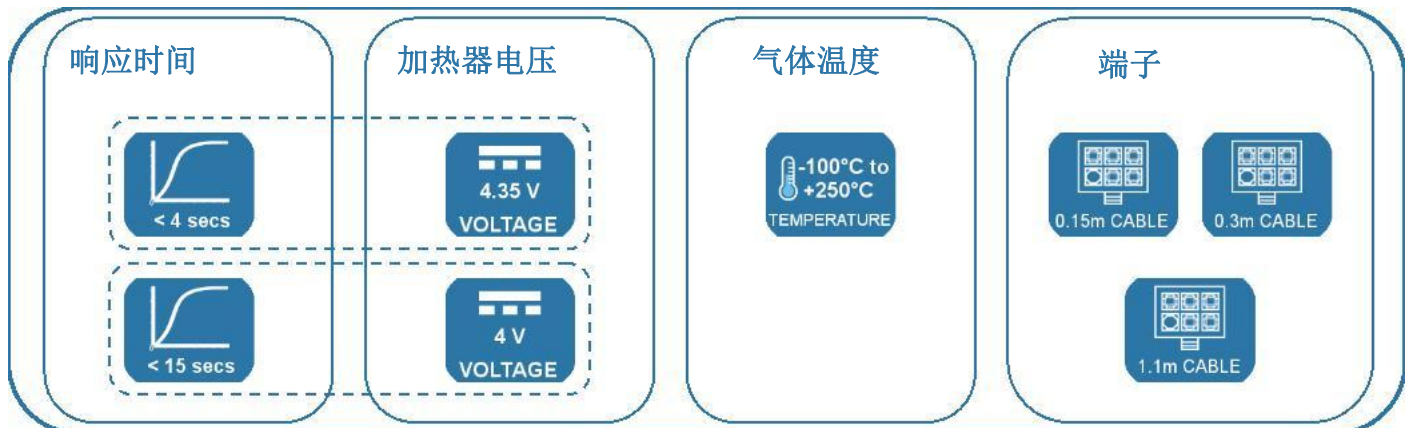 响应时间
加热器电压
气体温度
端子
< 4 secs
4.35 V
VOLTAGE
-100°C to
+250°C
TEMPERATURE
0.15m CABLE
0.3m CABLE
< 15 secs
4 V
VOLTAGE
1.1m CABLE